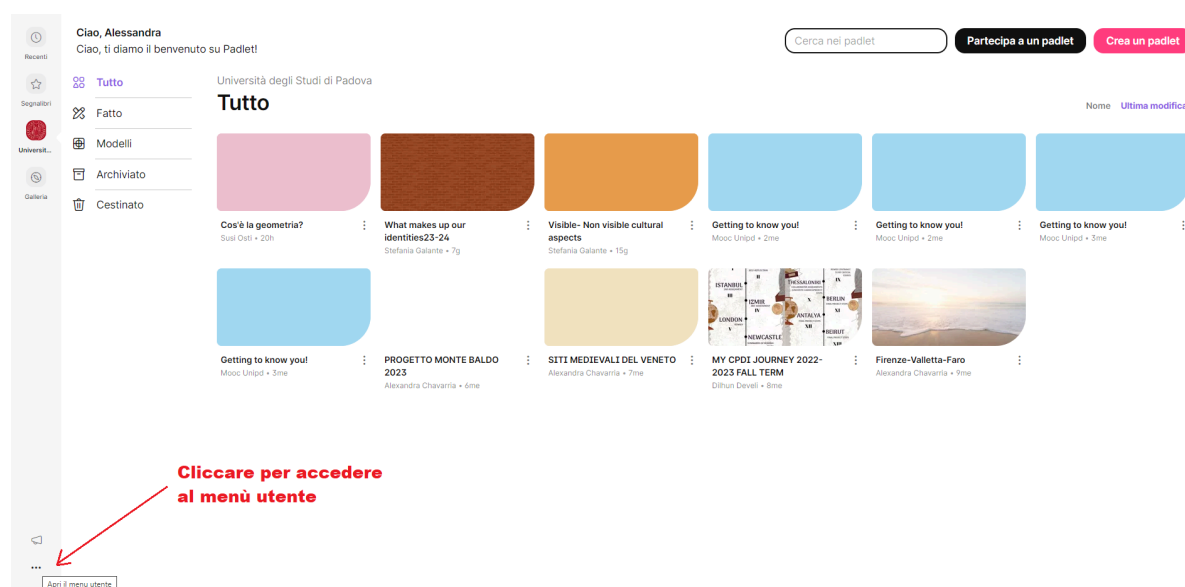 Recenti
Segnalibri
Universit...
Galleria
Ciao, Alessandra
Ciao, ti diamo il benvenuto su Padlet!
Cerca nei padlet
Partecipa a un padlet
Crea un padlet
Tutto
Fatto
Modelli
Archiviato
Cestinato
Università degli Studi di Padova
Tutto
Nome Ultima modifica
Cos'è la geometria?
Susi Osti • 20h
What makes up our
identities23-24
Stefania Galante • 7g
Visible- Non visible cultural
aspects
Stefania Galante • 15g
Getting to know you!
Mooc Unipd • 2me
Getting to know you!
Mooc Unipd • 2me
Getting to know you!
Mooc Unipd • 3me
Getting to know you!
Mooc Unipd • 3me
PROGETTO MONTE BALDO
2023
Alexandra Chavarria • 6me
SITI MEDIEVALI DEL VENETO
Alexandra Chavarria • 7me
ISTANBUL
II
III
IZMIR
IV
LONDON
V
NEWCASTLE
THESSALONIKI
IX
X
BERLIN
XI
ANTALYA
XII
BEIRUT
MY CPDI JOURNEY 2022-
2023 FALL TERM
Dilhun Develi • 8me
Firenze-Valletta-Faro
Alexandra Chavarria • 9me
Cliccare per accedere
al menù utente
Apri il menu utente